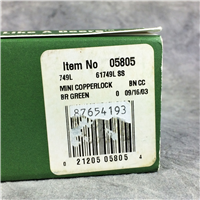 Item No 05805
749L 61749L SS
MINI COPPERLOCK BN CC
BR GREEN 0 09/16/03
87654193
0 21205 05805 4